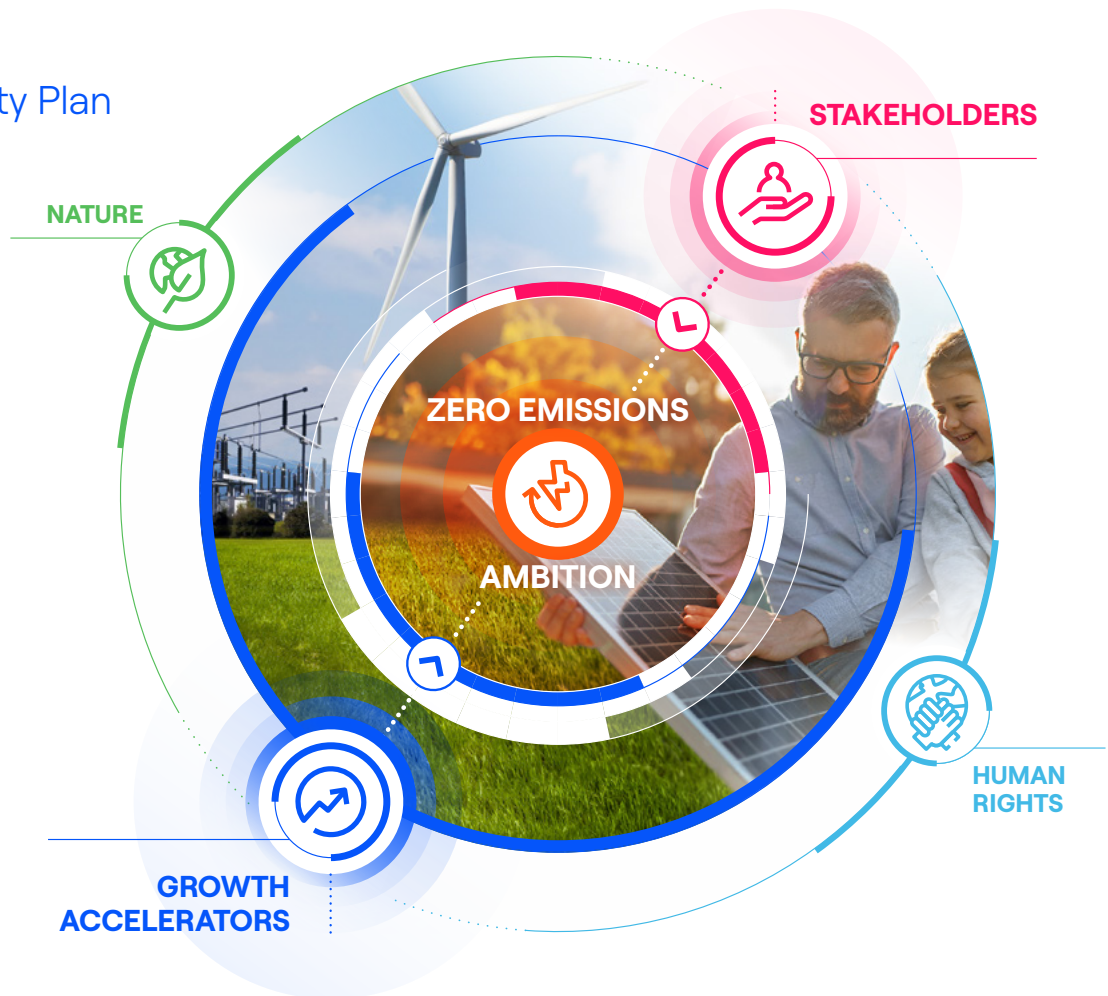 ty Plan
STAKEHOLDERS
NATURE
ZERO EMISSIONS
AMBITION
HUMAN
RIGHTS
GROWTH
ACCELERATORS